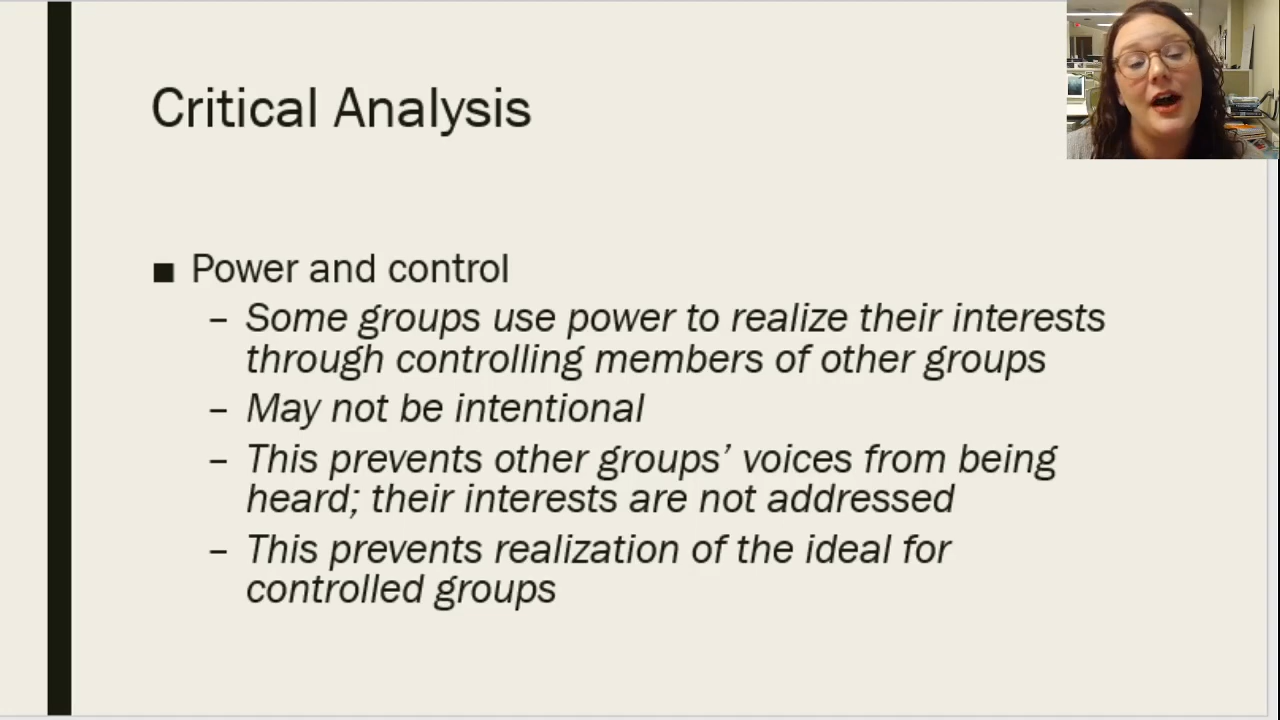 Critical Analysis
■ Power and control
– Some groups use power to realize their interests
through controlling members of other groups
– May not be intentional
– This prevents other groups’ voices from being
heard; their interests are not addressed
– This prevents realization of the ideal for
controlled groups